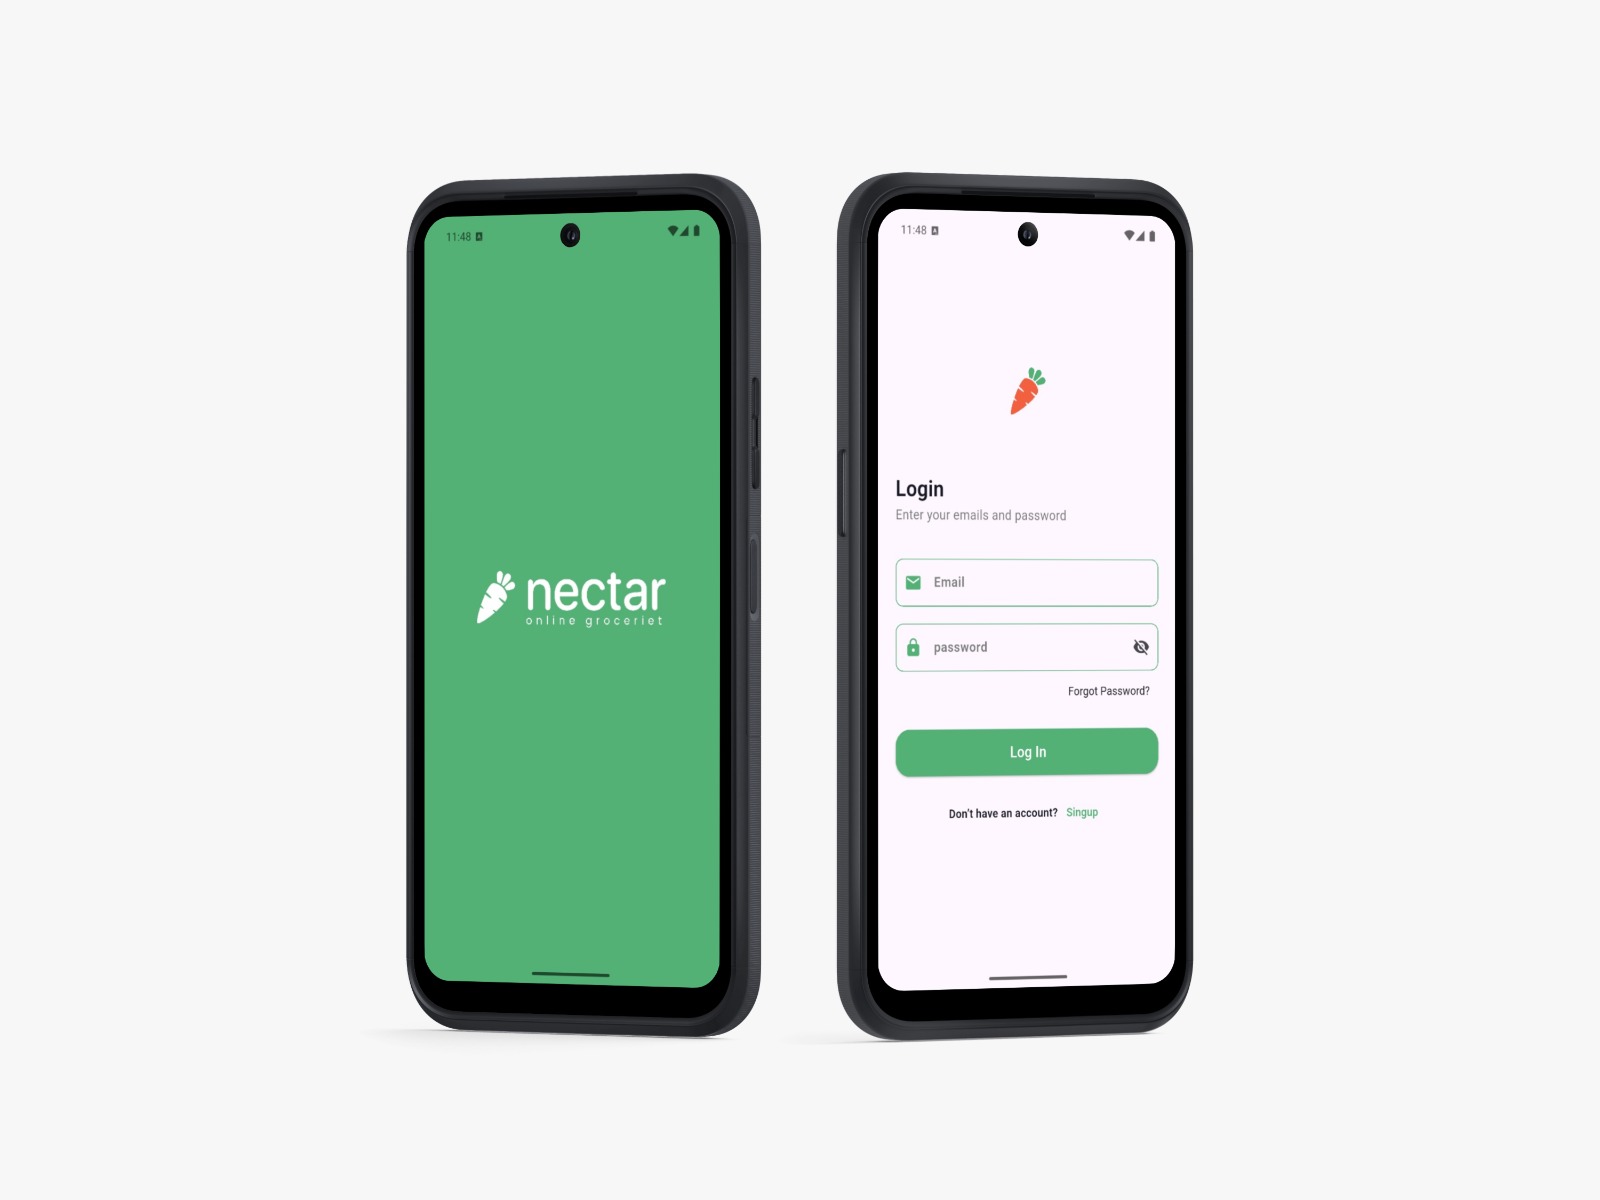 11:48
nectar
online groceriet
11:48
Login
Enter your emails and password
Email
password
Forgot Password?
Log In
Don't have an account? Singup